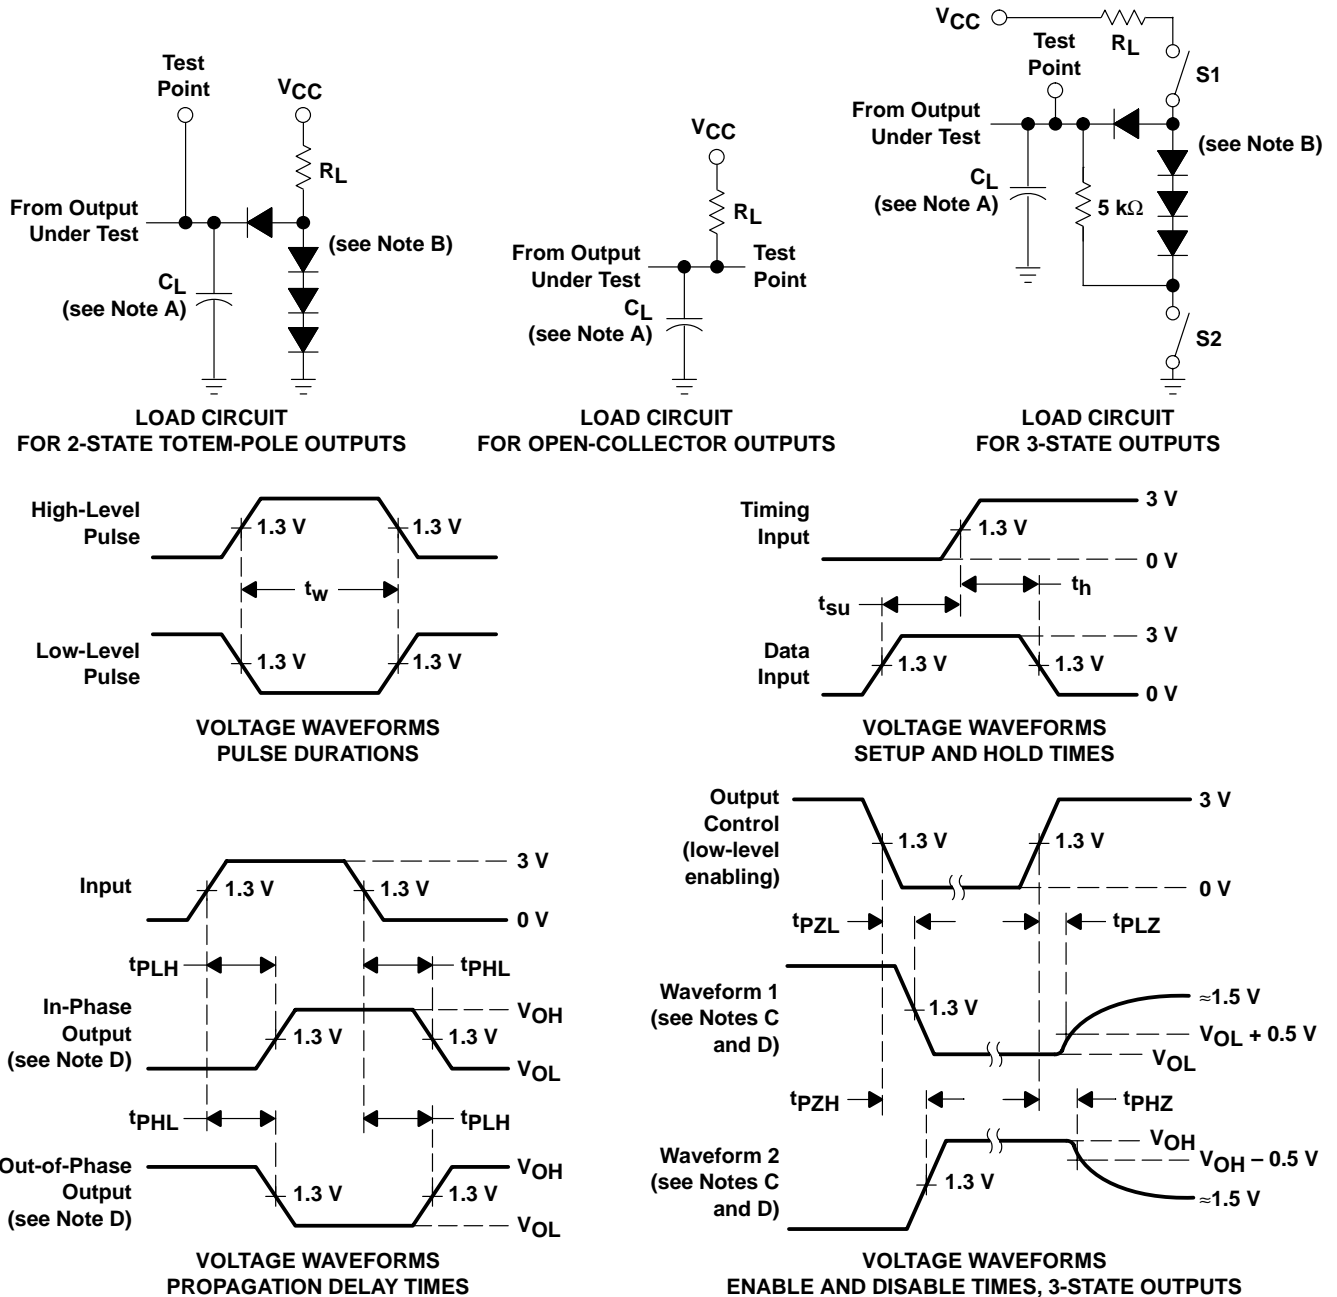 Test
Point
VCC
RL
From Output
Under Test
(see Note B)
CL
(see Note A)
LOAD CIRCUIT
FOR 2-STATE TOTEM-POLE OUTPUTS
VCC
RL
From Output
Under Test
Test
Point
CL
(see Note A)
LOAD CIRCUIT
FOR OPEN-COLLECTOR OUTPUTS
VCC
RL
Test
Point
S1
From Output
Under Test
(see Note B)
CL
(see Note A)
5 kΩ
S2
LOAD CIRCUIT
FOR 3-STATE OUTPUTS
High-Level
Pulse
1.3 V
1.3 V
tw
Low-Level
Pulse
1.3 V
1.3 V
VOLTAGE WAVEFORMS
PULSE DURATIONS
Timing
Input
3 V
1.3 V
0 V
th
tsu
3 V
Data
Input
1.3 V
1.3 V
0 V
VOLTAGE WAVEFORMS
SETUP AND HOLD TIMES
Input
3 V
1.3 V
1.3 V
0 V
tPLH
tPHL
In-Phase
Output
(see Note D)
VOH
1.3 V
1.3 V
VOL
tPHL
tPLH
Out-of-Phase
Output
(see Note D)
VOH
1.3 V
1.3 V
VOL
VOLTAGE WAVEFORMS
PROPAGATION DELAY TIMES
Output
Control
(low-level
enabling)
3 V
1.3 V
1.3 V
0 V
tPZL
tPLZ
Waveform 1
(see Notes C
and D)
1.3 V
≈1.5 V
VOL + 0.5 V
VOL
tPZH
tPHZ
Waveform 2
(see Notes C
and D)
1.3 V
VOH
VOH – 0.5 V
≈1.5 V
VOLTAGE WAVEFORMS
ENABLE AND DISABLE TIMES, 3-STATE OUTPUTS